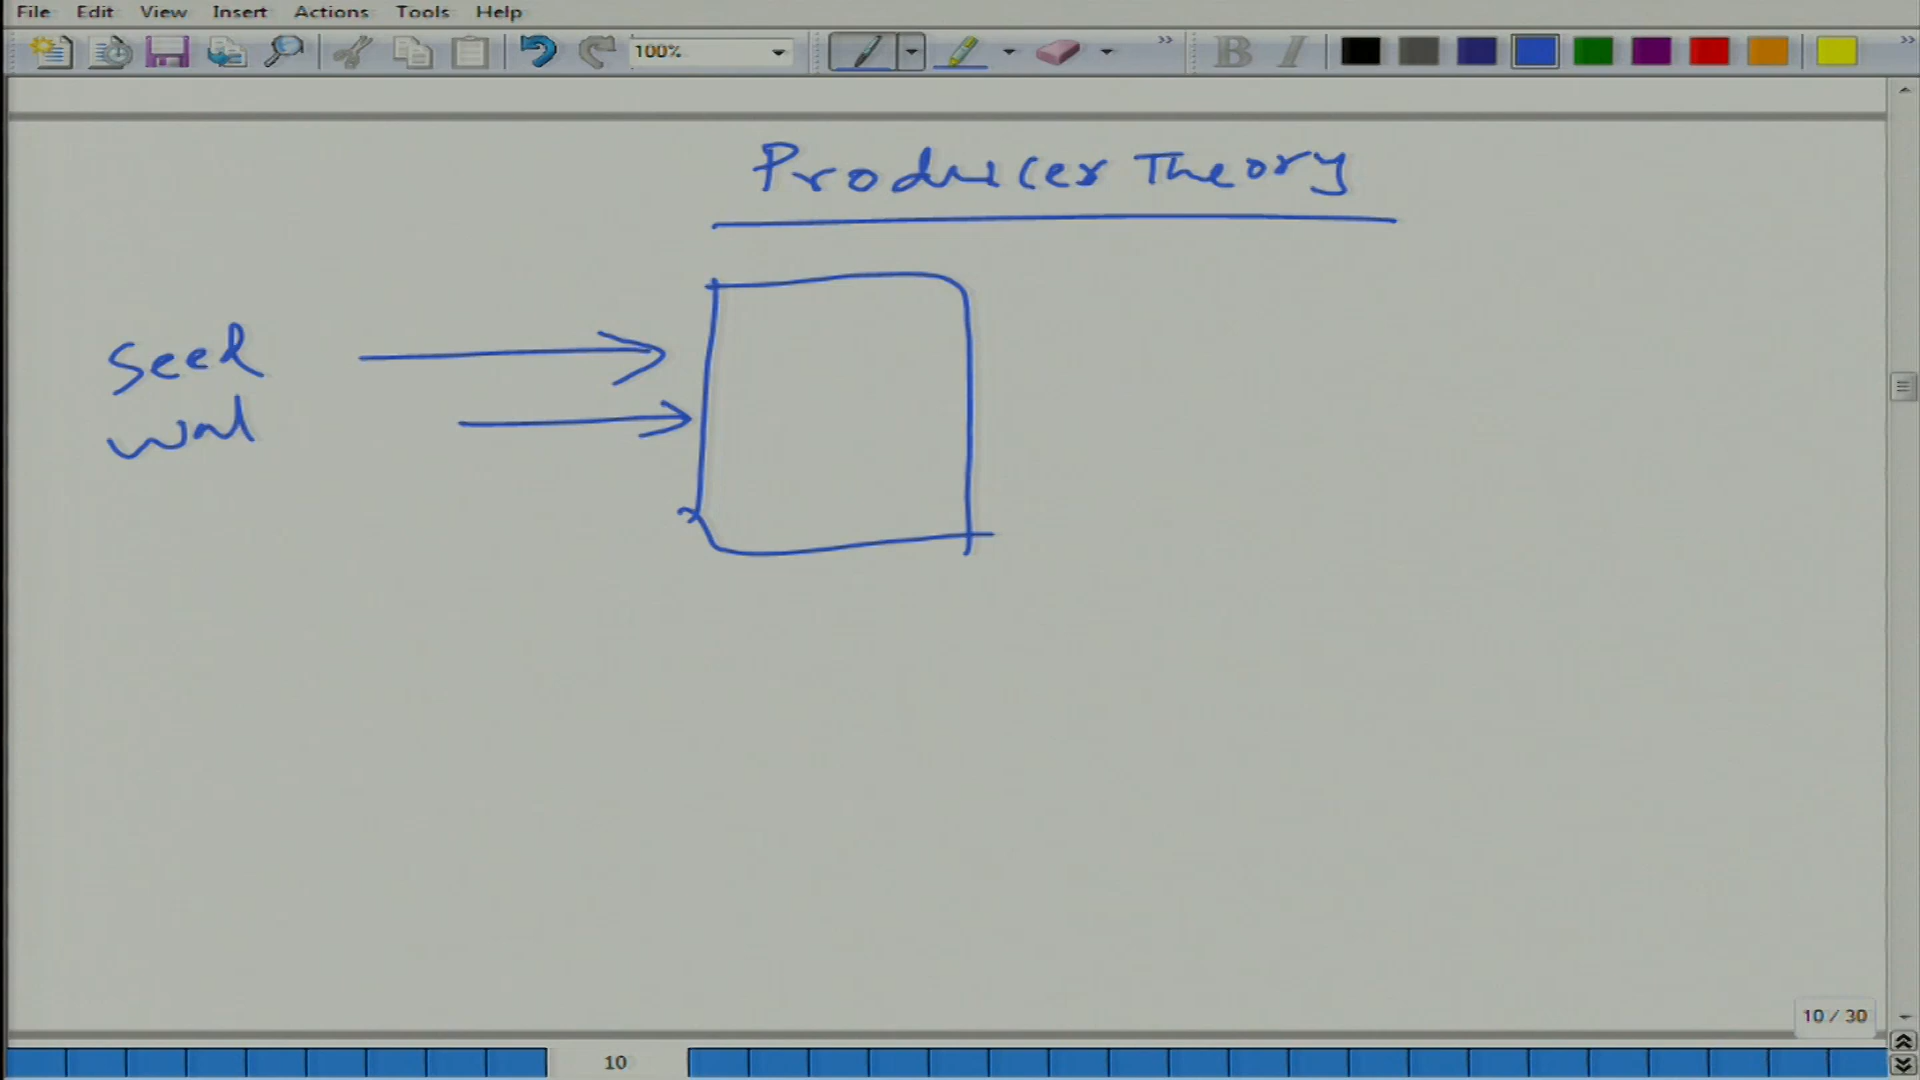 File Edit View Insert Actions Tools Help
100%
B I
Producer Theory
Seed
10 / 30
10